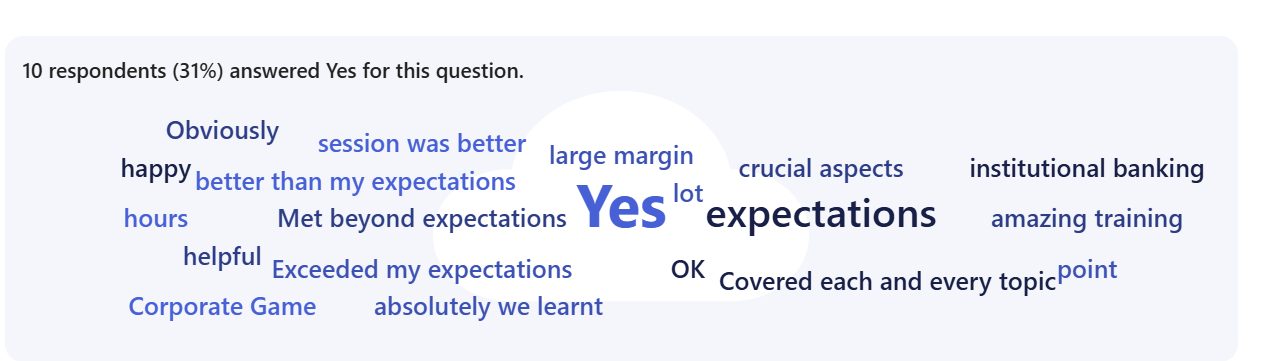 10 respondents (31%) answered Yes for this question.
Obviously
session was better
large margin
happy
better than my expectations
crucial aspects
institutional banking
Yes
lot
hours
Met beyond expectations
expectations
amazing training
helpful
Exceeded my expectations
OK
Covered each and every topic
point
Corporate Game
absolutely we learnt